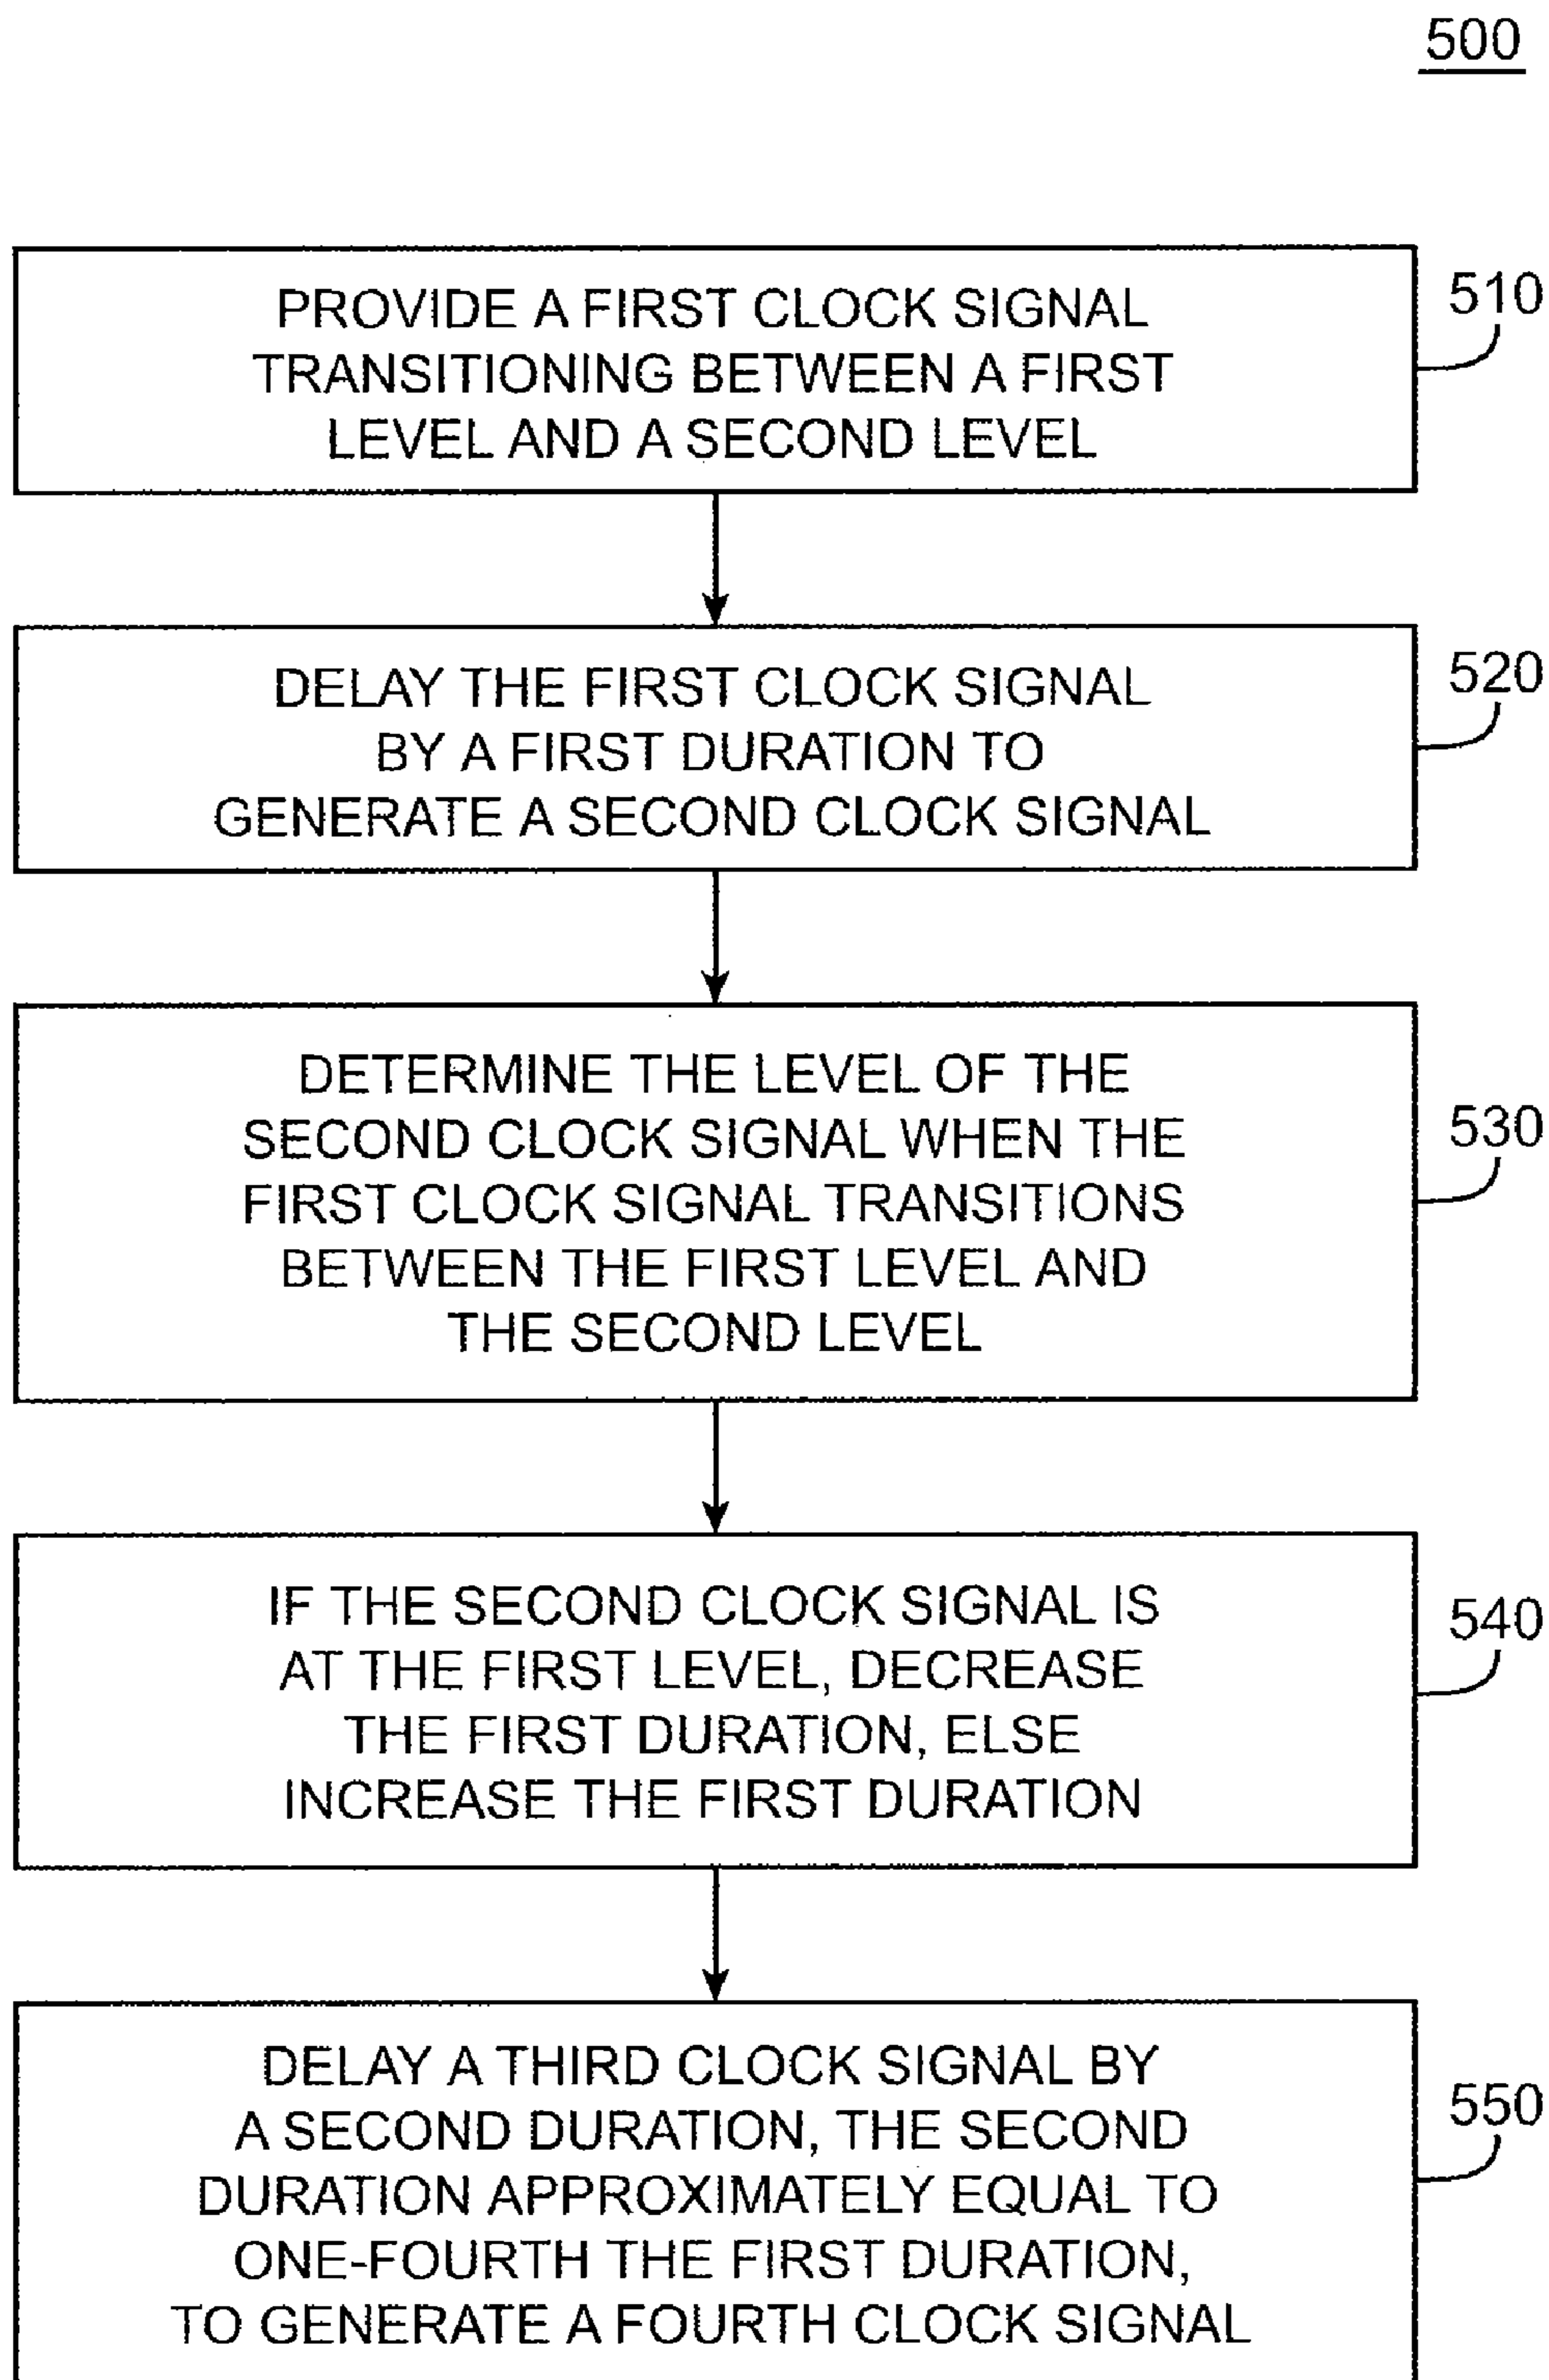 500
PROVIDE A FIRST CLOCK SIGNAL
TRANSITIONING BETWEEN A FIRST
LEVEL AND A SECOND LEVEL
510
DELAY THE FIRST CLOCK SIGNAL
BY A FIRST DURATION TO
GENERATE A SECOND CLOCK SIGNAL
520
DETERMINE THE LEVEL OF THE
SECOND CLOCK SIGNAL WHEN THE
FIRST CLOCK SIGNAL TRANSITIONS
BETWEEN THE FIRST LEVEL AND
THE SECOND LEVEL
530
IF THE SECOND CLOCK SIGNAL IS
AT THE FIRST LEVEL, DECREASE
THE FIRST DURATION, ELSE
INCREASE THE FIRST DURATION
540
DELAY A THIRD CLOCK SIGNAL BY
A SECOND DURATION, THE SECOND
DURATION APPROXIMATELY EQUAL TO
ONE-FOURTH THE FIRST DURATION,
TO GENERATE A FOURTH CLOCK SIGNAL
550